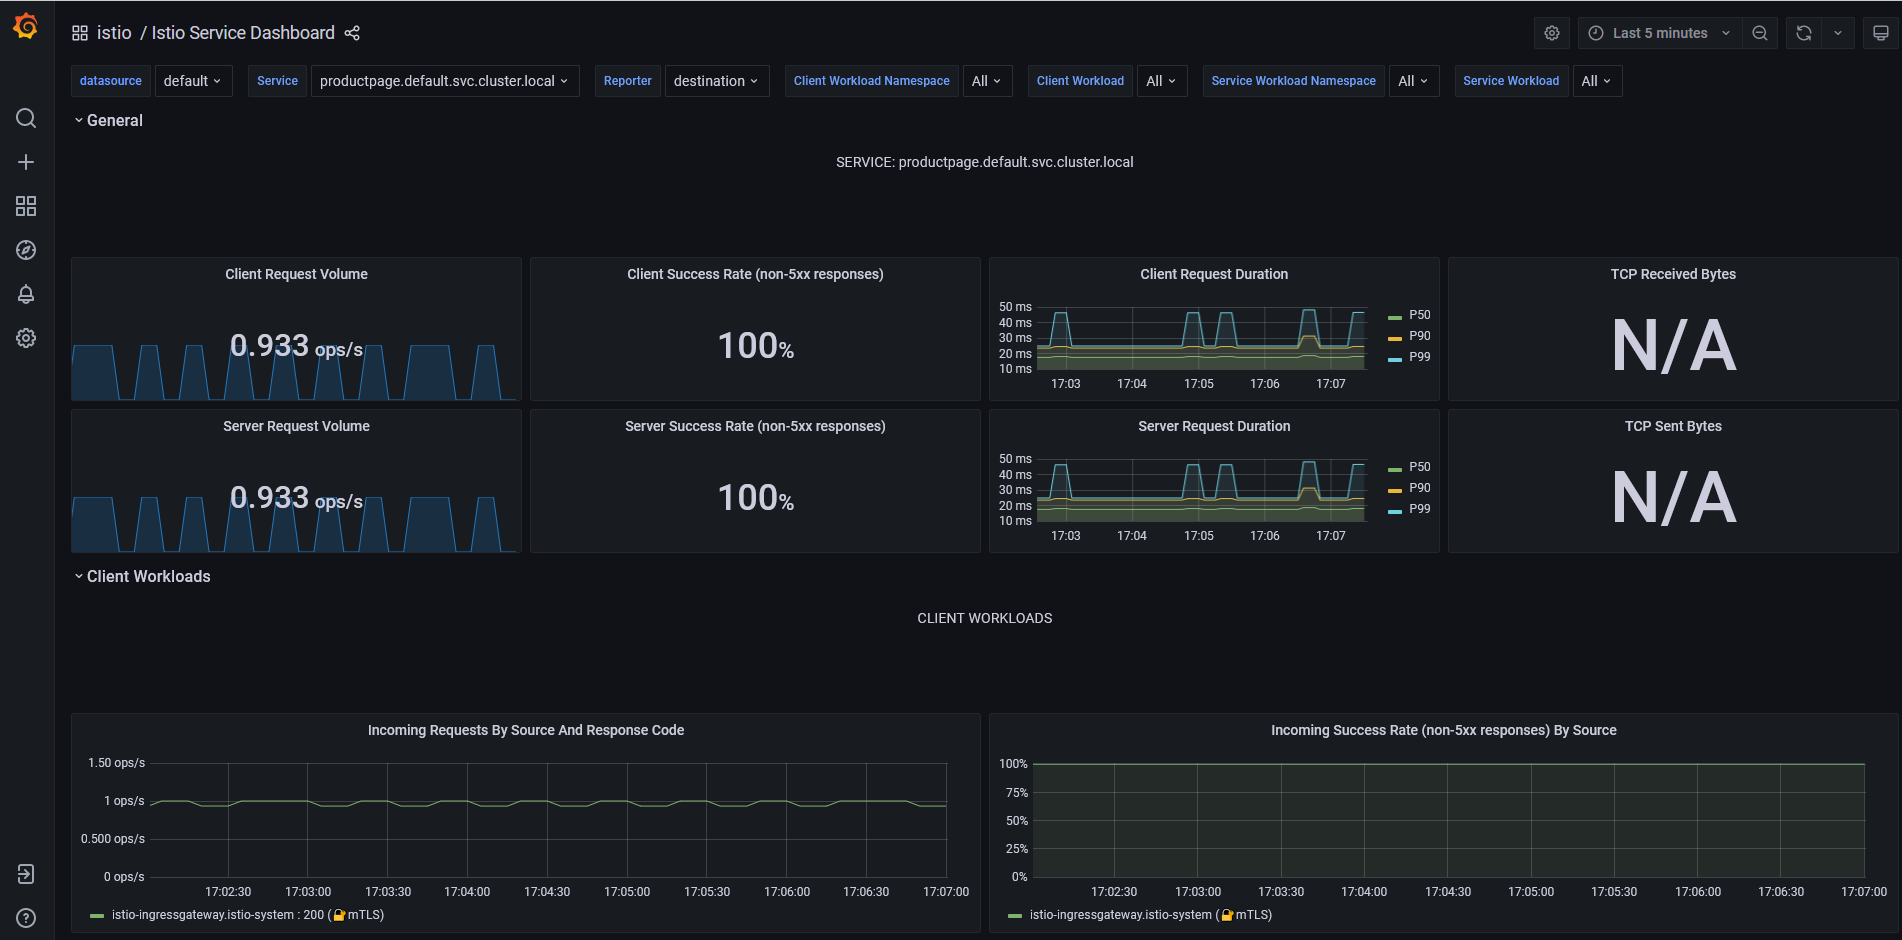 istio / Istio Service Dashboard
Last 5 minutes
datasource default Service productpage.default.svc.cluster.local Reporter destination Client Workload Namespace All Client Workload All Service Workload Namespace All Service Workload All
General
SERVICE: productpage.default.svc.cluster.local
Client Request Volume
0.933 ops/s
Client Success Rate (non-5xx responses)
100%
Client Request Duration
50 ms
40 ms
30 ms
20 ms
10 ms
17:03 17:04 17:05 17:06 17:07
P50
P90
P99
TCP Received Bytes
N/A
Server Request Volume
0.933 ops/s
Server Success Rate (non-5xx responses)
100%
Server Request Duration
50 ms
40 ms
30 ms
20 ms
10 ms
17:03 17:04 17:05 17:06 17:07
P50
P90
P99
TCP Sent Bytes
N/A
Client Workloads
CLIENT WORKLOADS
Incoming Requests By Source And Response Code
1.50 ops/s
1 ops/s
0.500 ops/s
0 ops/s
17:02:30 17:03:00 17:03:30 17:04:00 17:04:30 17:05:00 17:05:30 17:06:00 17:06:30 17:07:00
istio-ingressgateway.istio-system : 200 (🔐mTLS)
Incoming Success Rate (non-5xx responses) By Source
100%
75%
50%
25%
0%
17:02:30 17:03:00 17:03:30 17:04:00 17:04:30 17:05:00 17:05:30 17:06:00 17:06:30 17:07:00
istio-ingressgateway.istio-system (🔐mTLS)